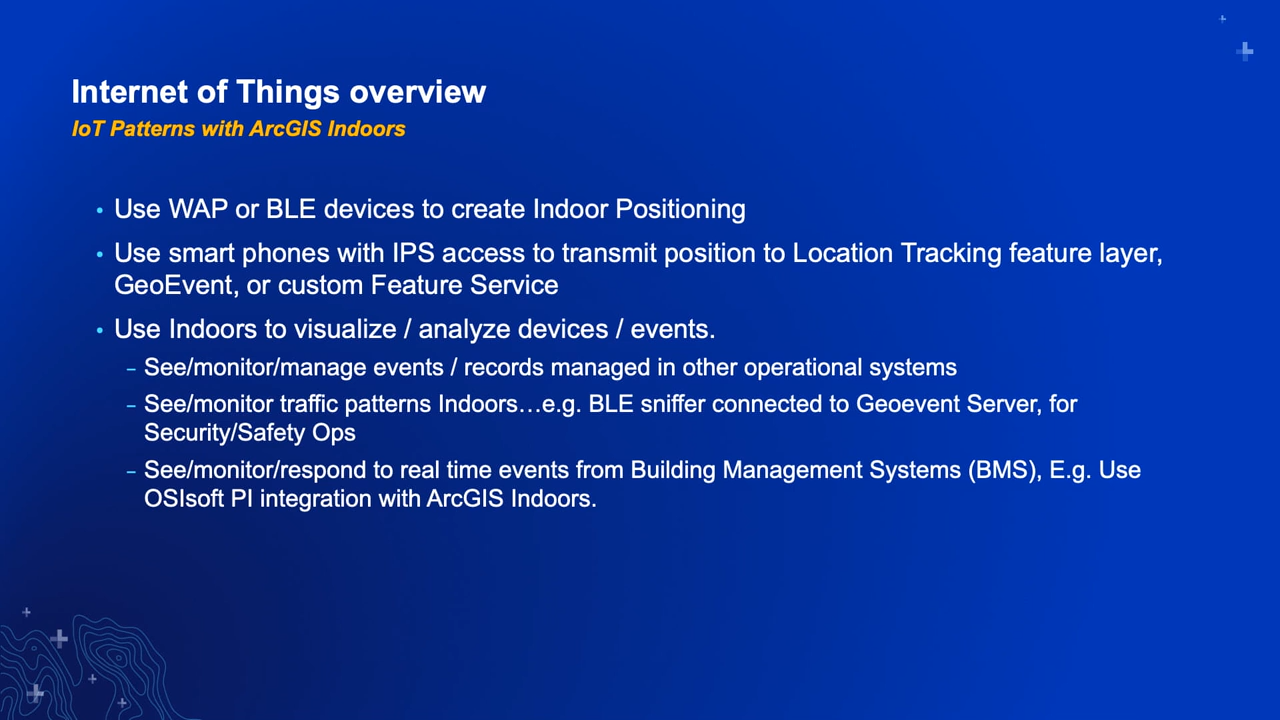 Internet of Things overview
IoT Patterns with ArcGIS Indoors
• Use WAP or BLE devices to create Indoor Positioning
• Use smart phones with IPS access to transmit position to Location Tracking feature layer,
GeoEvent, or custom Feature Service
• Use Indoors to visualize / analyze devices / events.
– See/monitor/manage events / records managed in other operational systems
– See/monitor traffic patterns Indoors…e.g. BLE sniffer connected to Geoevent Server, for
Security/Safety Ops
– See/monitor/respond to real time events from Building Management Systems (BMS), E.g. Use
OSIsoft PI integration with ArcGIS Indoors.